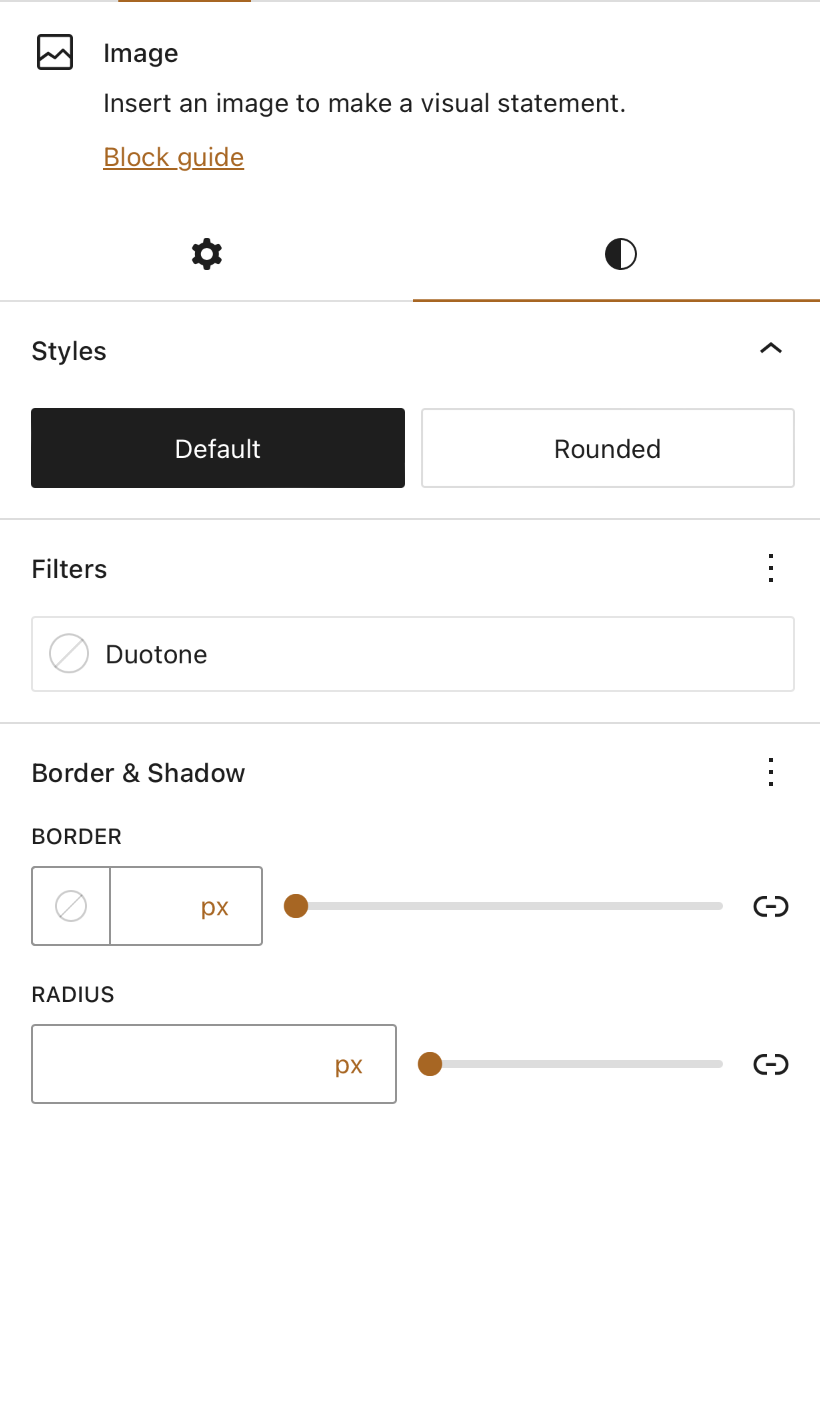 Image
Insert an image to make a visual statement.
Block guide
Styles
Default
Rounded
Filters
Duotone
Border & Shadow
BORDER
px
RADIUS
px